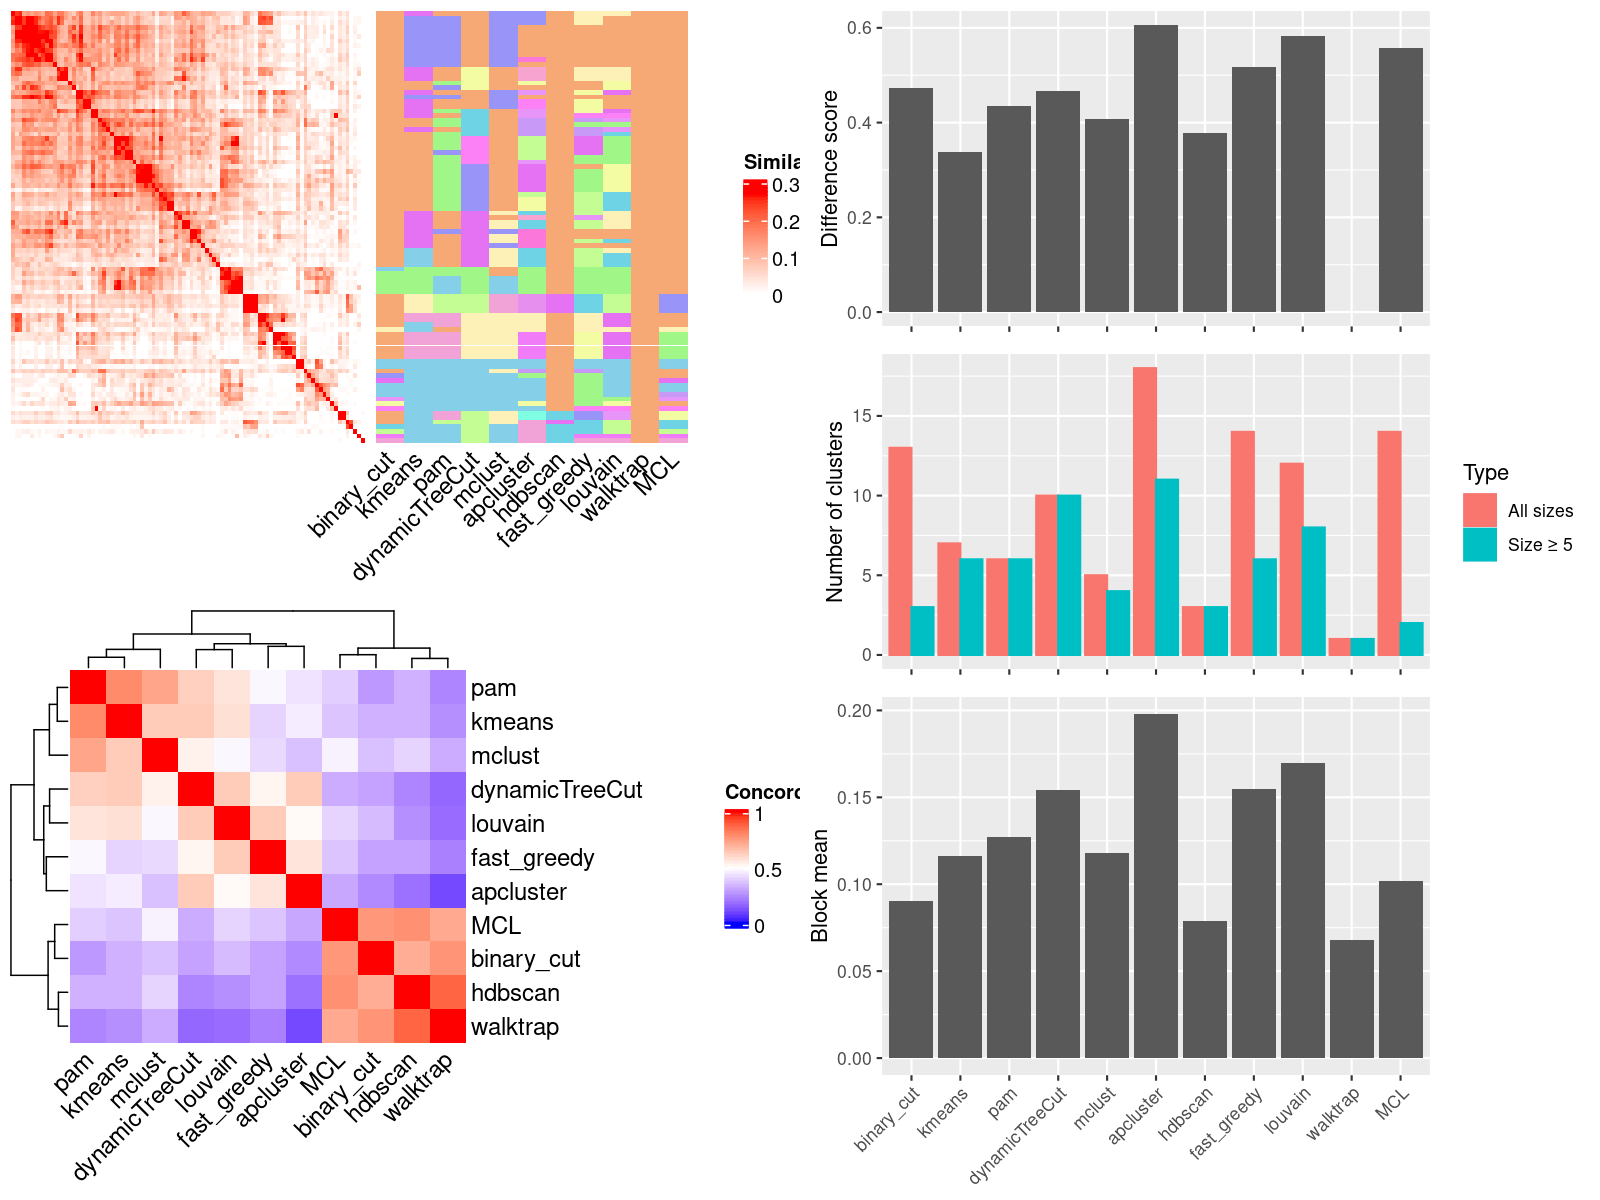 Simila
0.3
0.2
0.1
0
binary_cut
kmeans
pam
dynamicTreeCut
mclust
apcluster
hdbscan
fast_greedy
louvain
walktrap
MCL
pam
kmeans
mclust
dynamicTreeCut
louvain
fast_greedy
apcluster
MCL
binary_cut
hdbscan
walktrap
pam
kmeans
mclust
dynamicTreeCut
louvain
fast_greedy
apcluster
MCL
binary_cut
hdbscan
walktrap
Concord
1
0.5
0
Difference score
0.6
0.4
0.2
0.0
Number of clusters
15
10
5
0
Type
All sizes
Size ≥ 5
Block mean
0.20
0.15
0.10
0.05
0.00
binary_cut
kmeans
pam
dynamicTreeCut
mclust
apcluster
hdbscan
fast_greedy
louvain
walktrap
MCL